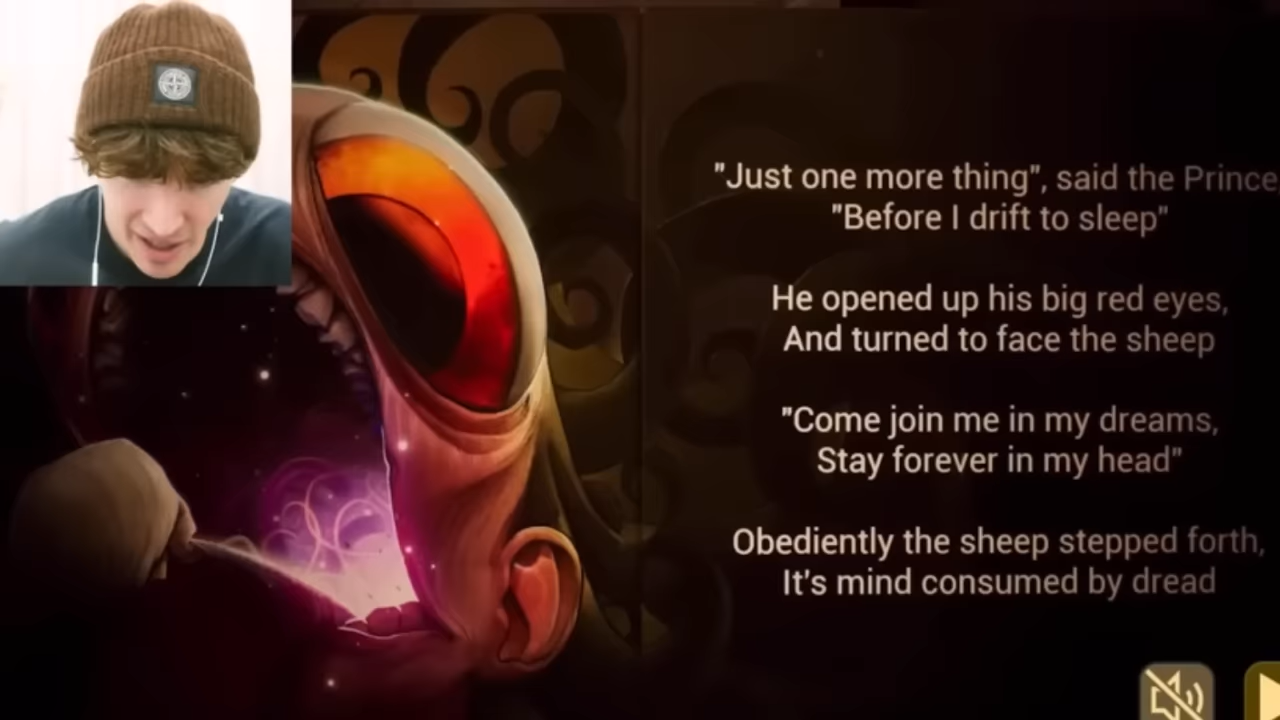 "Just one more thing", said the Prince
"Before I drift to sleep"
He opened up his big red eyes,
And turned to face the sheep
"Come join me in my dreams,
Stay forever in my head"
Obediently the sheep stepped forth,
It's mind consumed by dread